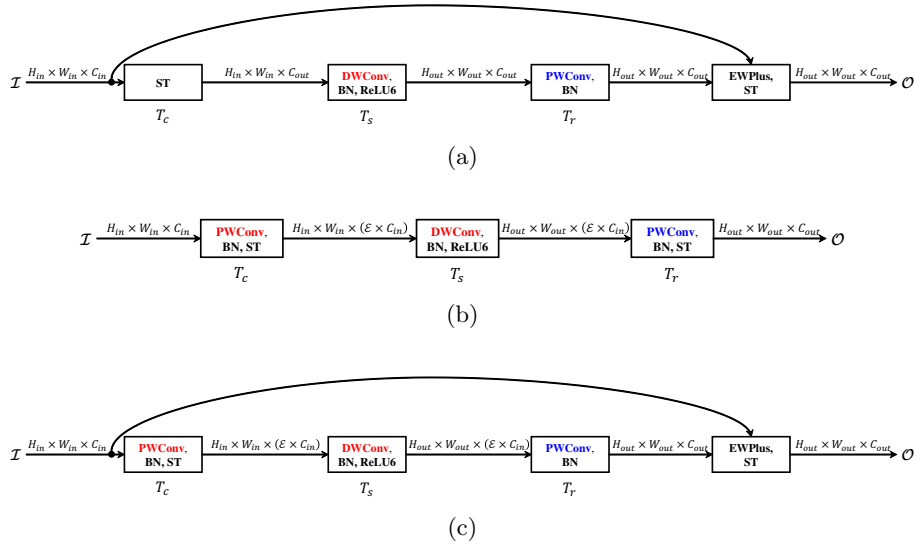 𝓘 H_in × W_in × C_in ST H_in × W_in × C_out DWConv, BN, ReLU6 H_out × W_out × C_out PWConv, BN H_out × W_out × C_out EWPlus, ST H_out × W_out × C_out 𝓞
T_c T_s T_r
(a)
𝓘 H_in × W_in × C_in PWConv, BN, ST H_in × W_in × (ℰ × C_in) DWConv, BN, ReLU6 H_out × W_out × (ℰ × C_in) PWConv, BN, ST H_out × W_out × C_out 𝓞
T_c T_s T_r
(b)
𝓘 H_in × W_in × C_in PWConv, BN, ST H_in × W_in × (ℰ × C_in) DWConv, BN, ReLU6 H_out × W_out × (ℰ × C_in) PWConv, BN H_out × W_out × C_out EWPlus, ST H_out × W_out × C_out 𝓞
T_c T_s T_r
(c)